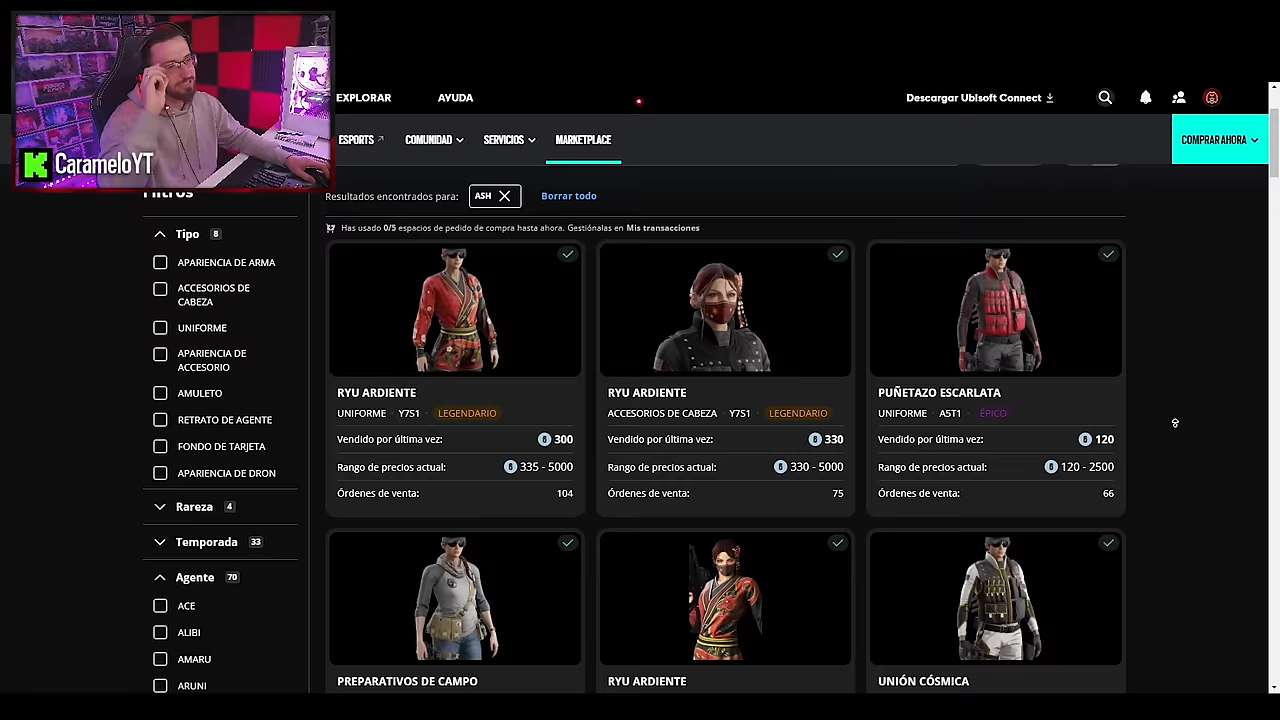 CarameloYT
EXPLORAR
AYUDA
Descargar Ubisoft Connect
ESPORTS
COMUNIDAD
SERVICIOS
MARKETPLACE
COMPRAR AHORA
Filtros
Resultados encontrados para:
ASH
Borrar todo
Has usado 0/5 espacios de pedido de compra hasta ahora. Gestiónalas en Mis transacciones
Tipo 8
APARIENCIA DE ARMA
ACCESORIOS DE
CABEZA
UNIFORME
APARIENCIA DE
ACCESORIO
AMULETO
RETRATO DE AGENTE
FONDO DE TARJETA
APARIENCIA DE DRON
Rareza 4
Temporada 33
Agente 70
ACE
ALIBI
AMARU
ARUNI
RYU ARDIENTE
UNIFORME · Y7S1 · LEGENDARIO
Vendido por última vez: 300
Rango de precios actual: 335 - 5000
Órdenes de venta: 104
RYU ARDIENTE
ACCESORIOS DE CABEZA · Y7S1 · LEGENDARIO
Vendido por última vez: 330
Rango de precios actual: 330 - 5000
Órdenes de venta: 75
PUÑETAZO ESCARLATA
UNIFORME · A5T1 · ÉPICO
Vendido por última vez: 120
Rango de precios actual: 120 - 2500
Órdenes de venta: 66
PREPARATIVOS DE CAMPO
RYU ARDIENTE
UNIÓN CÓSMICA